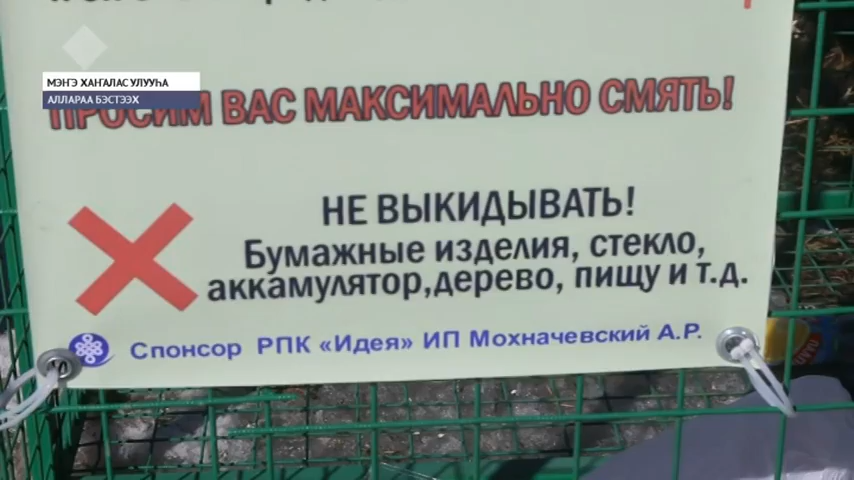 МЭҤЭ ХАҤАЛАС УЛУУҺА
АЛЛАРАА БЭСТЭЭХ
ПРОСИМ ВАС МАКСИМАЛЬНО СМЯТЬ!
НЕ ВЫКИДЫВАТЬ!
Бумажные изделия, стекло,
аккамулятор,дерево, пищу и т.д.
Спонсор РПК «Идея» ИП Мохначевский А.Р.